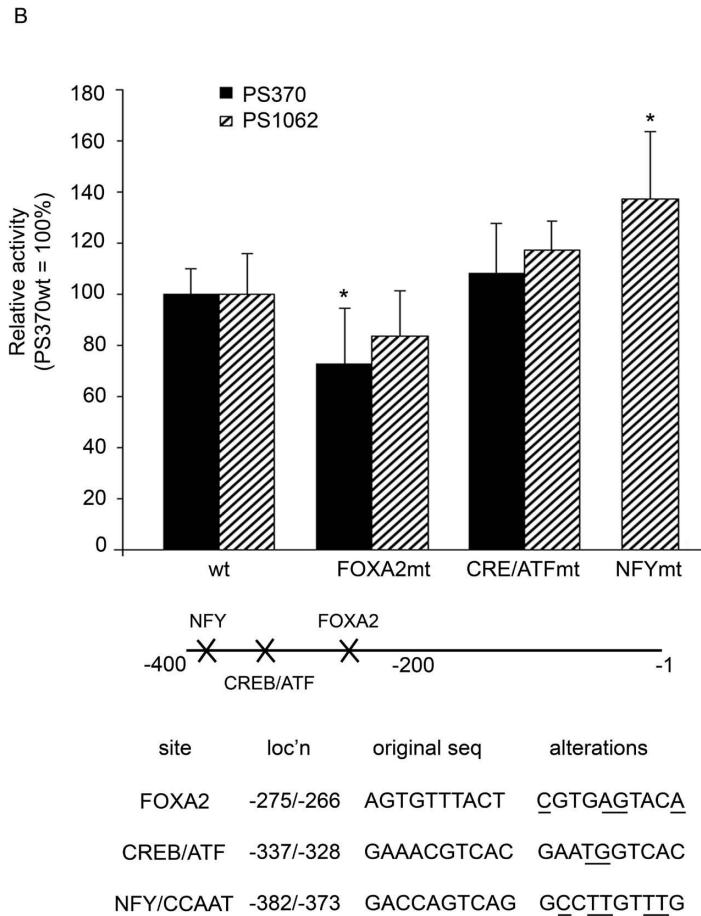 B
180
160
140
120
100
80
60
40
20
0
Relative activity
(PS370wt = 100%)
PS370
PS1062
*
*
wt FOXA2mt CRE/ATFmt NFYmt
NFY FOXA2
-400 -200 -1
CREB/ATF
site loc'n original seq alterations
FOXA2 -275/-266 AGTGTTTACT CGTGAGTACA
CREB/ATF -337/-328 GAAACGTCAC GAATGGTCAC
NFY/CCAAT -382/-373 GACCAGTCAG GCCTTGTTTG